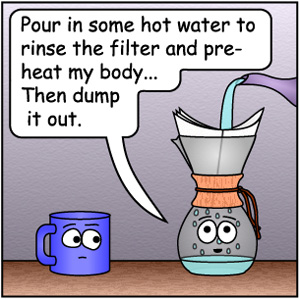 Pour in some hot water to
rinse the filter and pre-
heat my body...
Then dump
it out.